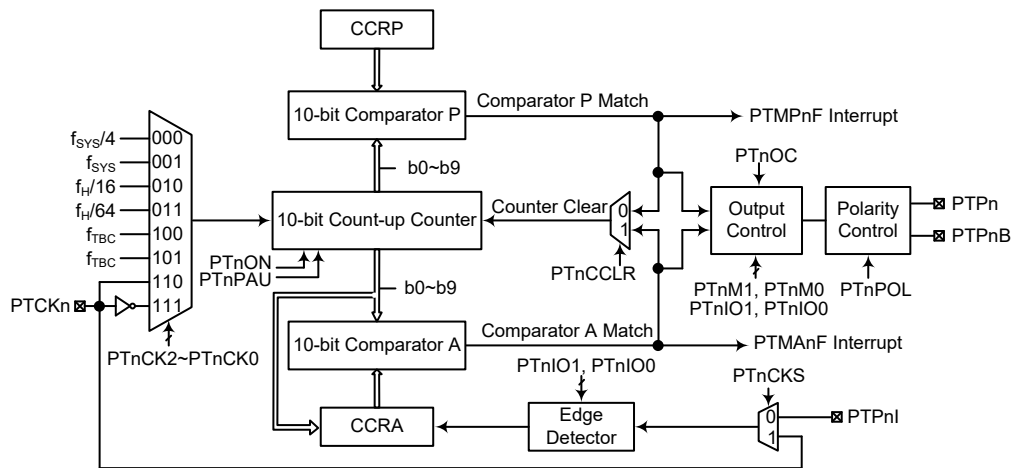 CCRP
10-bit Comparator P
Comparator P Match
PTMPnF Interrupt
b0~b9
fSYS/4
000
fSYS
001
fH/16
010
fH/64
011
fTBC
100
fTBC
101
110
111
PTCKn
PTnCK2~PTnCK0
10-bit Count-up Counter
PTnON
PTnPAU
Counter Clear
0
1
PTnCCLR
PTnOC
Output
Control
PTnM1, PTnM0
PTnIO1, PTnIO0
Polarity
Control
PTnPOL
PTPn
PTPnB
b0~b9
10-bit Comparator A
Comparator A Match
PTMAnF Interrupt
CCRA
PTnIO1, PTnIO0
Edge
Detector
PTnCKS
0
1
PTPnI